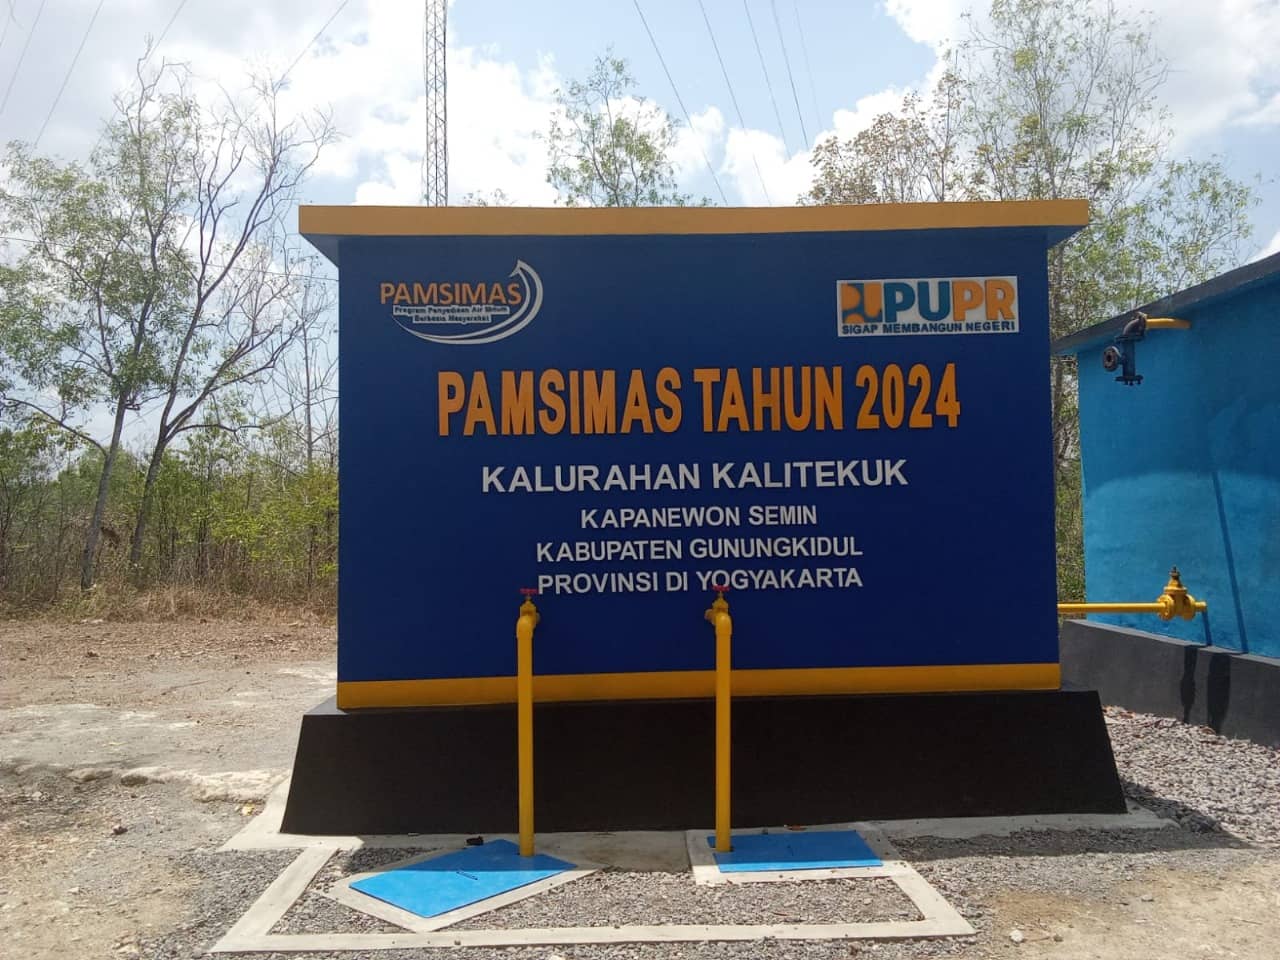 PAMSIMAS
Program Penyediaan Air Minum
Berbasis Masyarakat
PUPR
SIGAP MEMBANGUN NEGERI
PAMSIMAS TAHUN 2024
KALURAHAN KALITEKUK
KAPANEWON SEMIN
KABUPATEN GUNUNGKIDUL
PROVINSI DI YOGYAKARTA